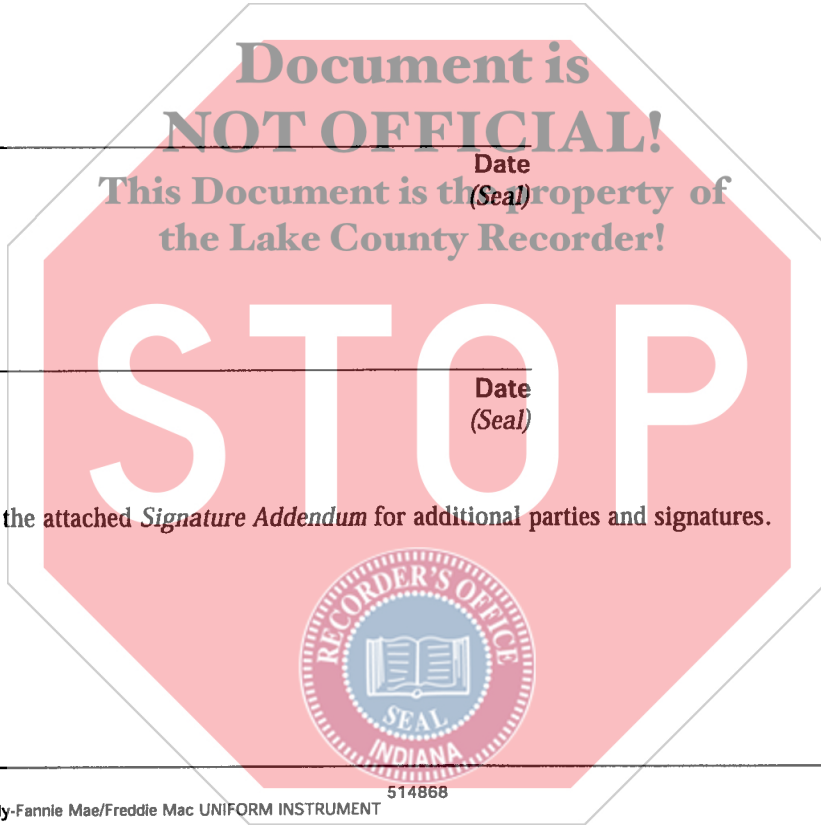 Document is
NOT OFFICIAL!
Date
This Document is the property of
(Seal)
the Lake County Recorder!
STOP
Date
(Seal)
the attached Signature Addendum for additional parties and signatures.
RECORDER'S OFFICE
SEAL
INDIANA
514868
y-Fannie Mae/Freddie Mac UNIFORM INSTRUMENT